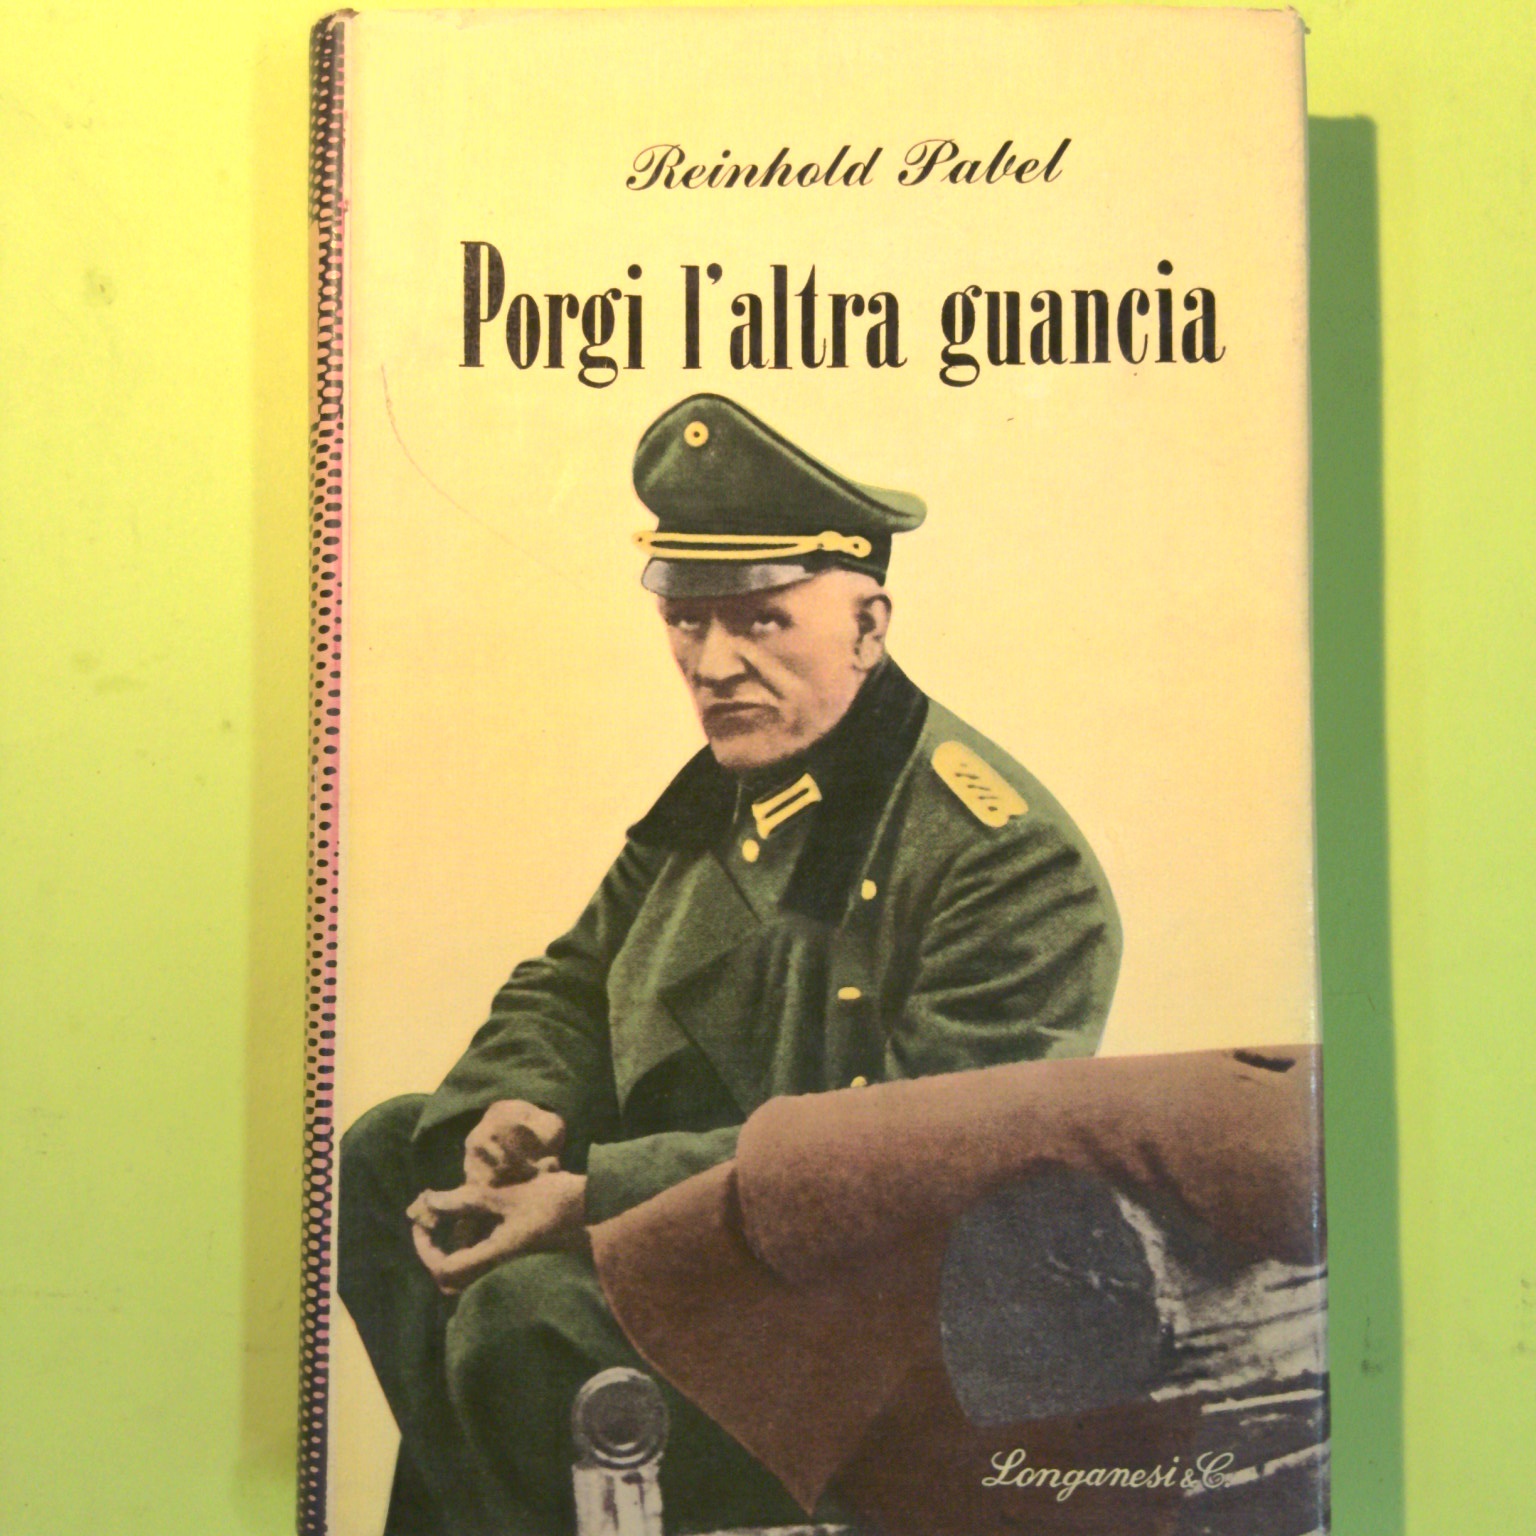 Reinhold Pabel
Porgi l'altra guancia
Longanesi & C.